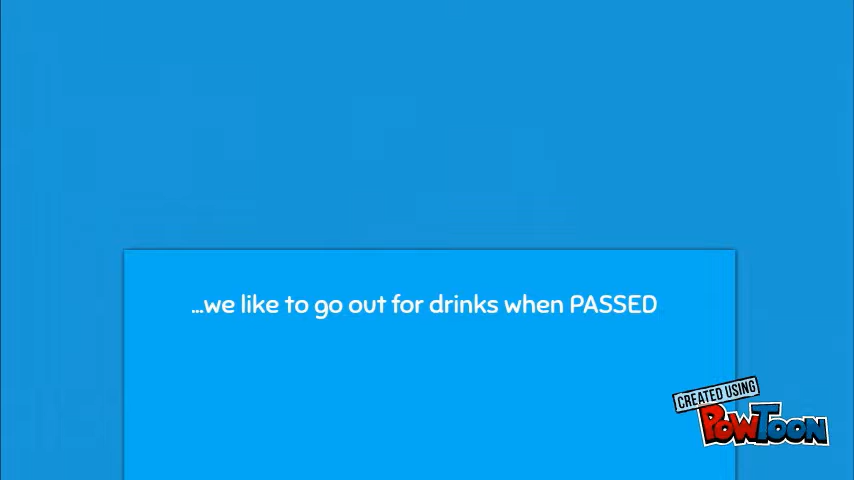 ...we like to go out for drinks when PASSED
CREATED USING
POWTOON